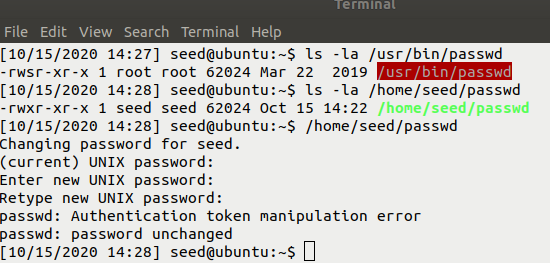 Terminal
File Edit View Search Terminal Help
[10/15/2020 14:27] seed@ubuntu:~$ ls -la /usr/bin/passwd
-rwsr-xr-x 1 root root 62024 Mar 22  2019 /usr/bin/passwd
[10/15/2020 14:28] seed@ubuntu:~$ ls -la /home/seed/passwd
-rwxr-xr-x 1 seed seed 62024 Oct 15 14:22 /home/seed/passwd
[10/15/2020 14:28] seed@ubuntu:~$ /home/seed/passwd
Changing password for seed.
(current) UNIX password:
Enter new UNIX password:
Retype new UNIX password:
passwd: Authentication token manipulation error
passwd: password unchanged
[10/15/2020 14:28] seed@ubuntu:~$